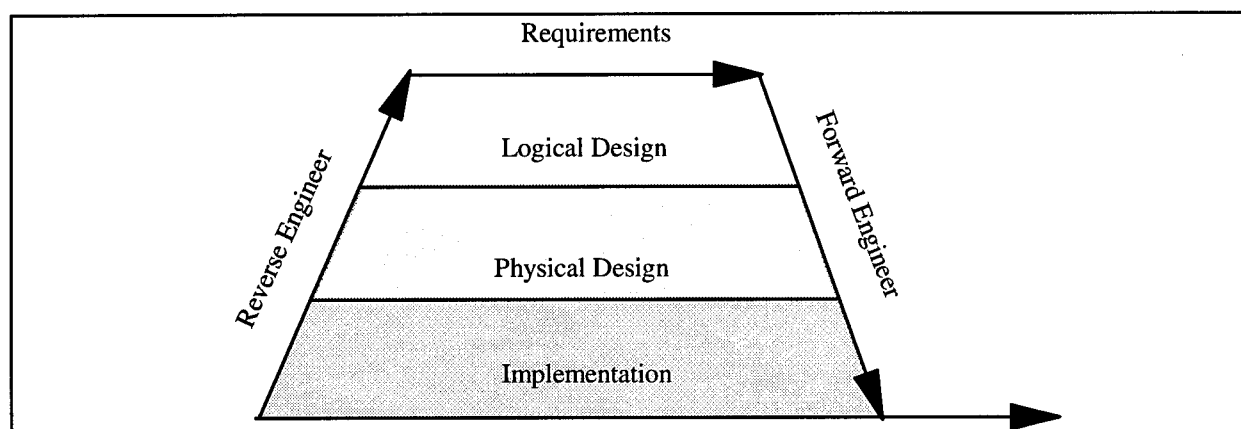 Requirements
Logical Design
Forward Engineer
Reverse Engineer
Physical Design
Implementation